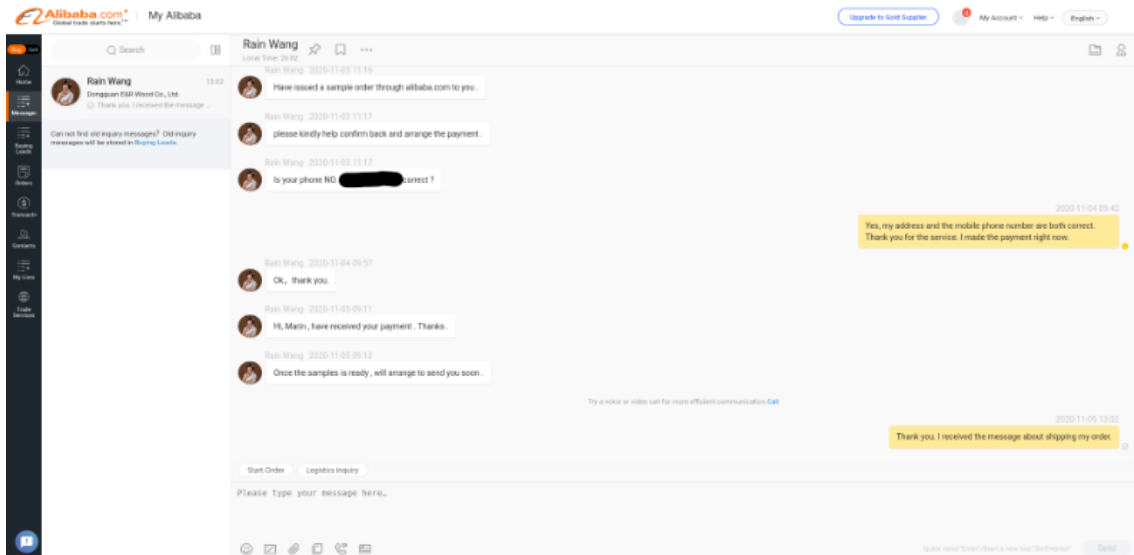 Alibaba.com
Global trade starts here.™
My Alibaba
Upgrade to Gold Supplier
My Account
Help
English
Search
Rain Wang
Local Time: 20:02
Home
Messages
Buying Leads
Orders
Contacts
My Lists
Trade Services
Rain Wang
13:02
Dongguan E&R Wood Co., Ltd.
Thank you. I received the message ...
Can not find old inquiry messages? Old inquiry
messages will be stored in Buying Leads.
Rain Wang 2020-11-03 11:16
Have issued a sample order through alibaba.com to you .
Rain Wang 2020-11-03 11:17
please kindly help confirm back and arrange the payment .
Rain Wang 2020-11-03 11:17
Is your phone NO. correct ?
2020-11-04 09:42
Yes, my address and the mobile phone number are both correct.
Thank you for the service. I made the payment right now.
Rain Wang 2020-11-04 09:57
Ok, thank you.
Rain Wang 2020-11-05 09:11
Hi, Marin , have received your payment . Thanks .
Rain Wang 2020-11-05 09:12
Once the samples is ready , will arrange to send you soon .
Try a voice or video call for more efficient communication Call
13:02
Thank you. I received the message about shipping my order.
Start Order
Logistics Inquiry
Please type your message here…
Send